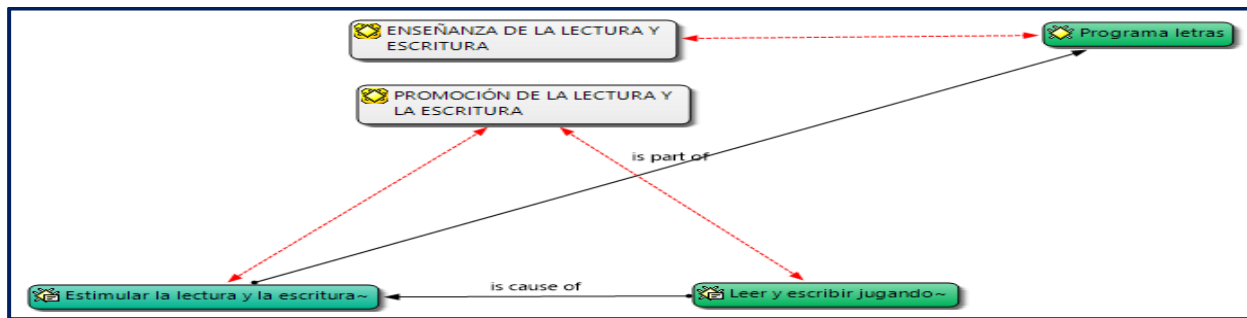 ENSEÑANZA DE LA LECTURA Y
ESCRITURA
Programa letras
PROMOCIÓN DE LA LECTURA Y
LA ESCRITURA
is part of
Estimular la lectura y la escritura~
is cause of
Leer y escribir jugando~